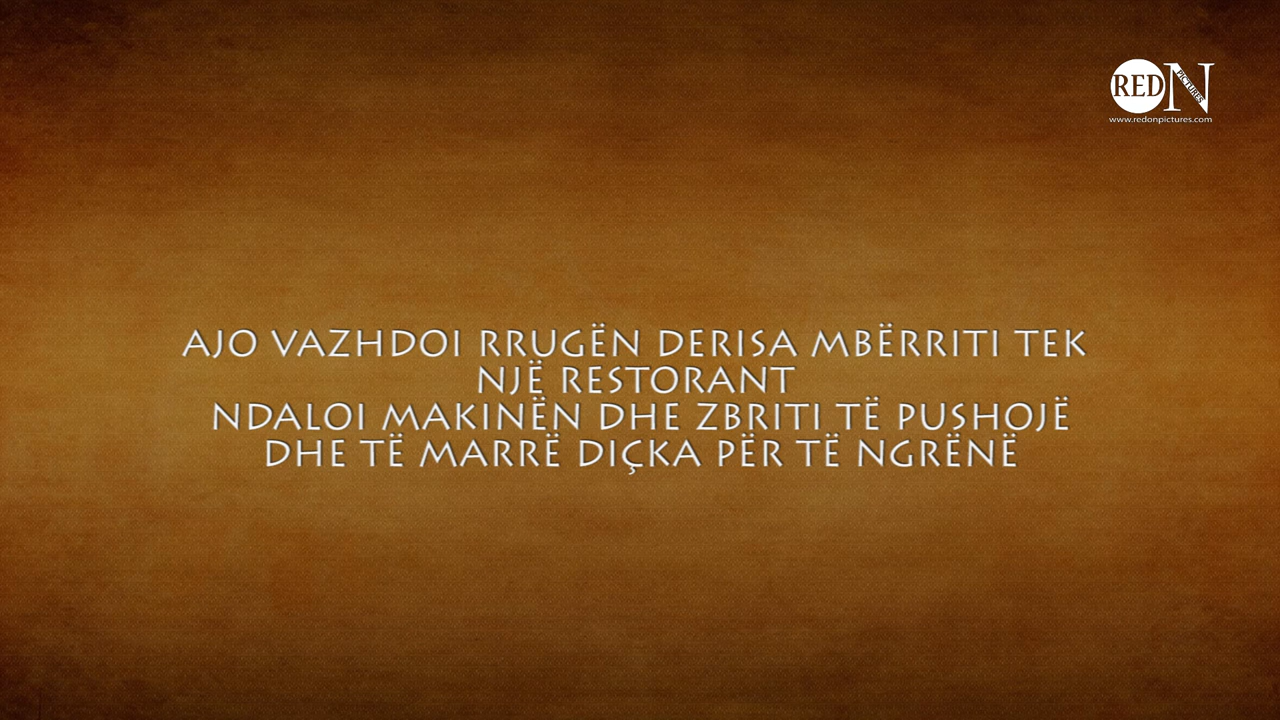 RED
N
PICTURES
www.redonpictures.com
AJO VAZHDOI RRUGËN DERISA MBËRRITI TEK
NJË RESTORANT
NDALOI MAKINËN DHE ZBRITI TË PUSHOJË
DHE TË MARRË DIÇKA PËR TË NGRËNË